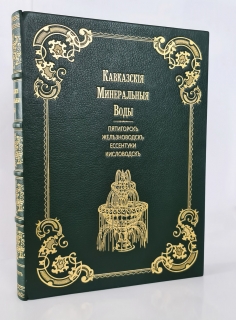 Кавказскія
Минеральныя
Воды
Пятигорскъ
Железноводскъ
Ессентуки
Кисловодскъ